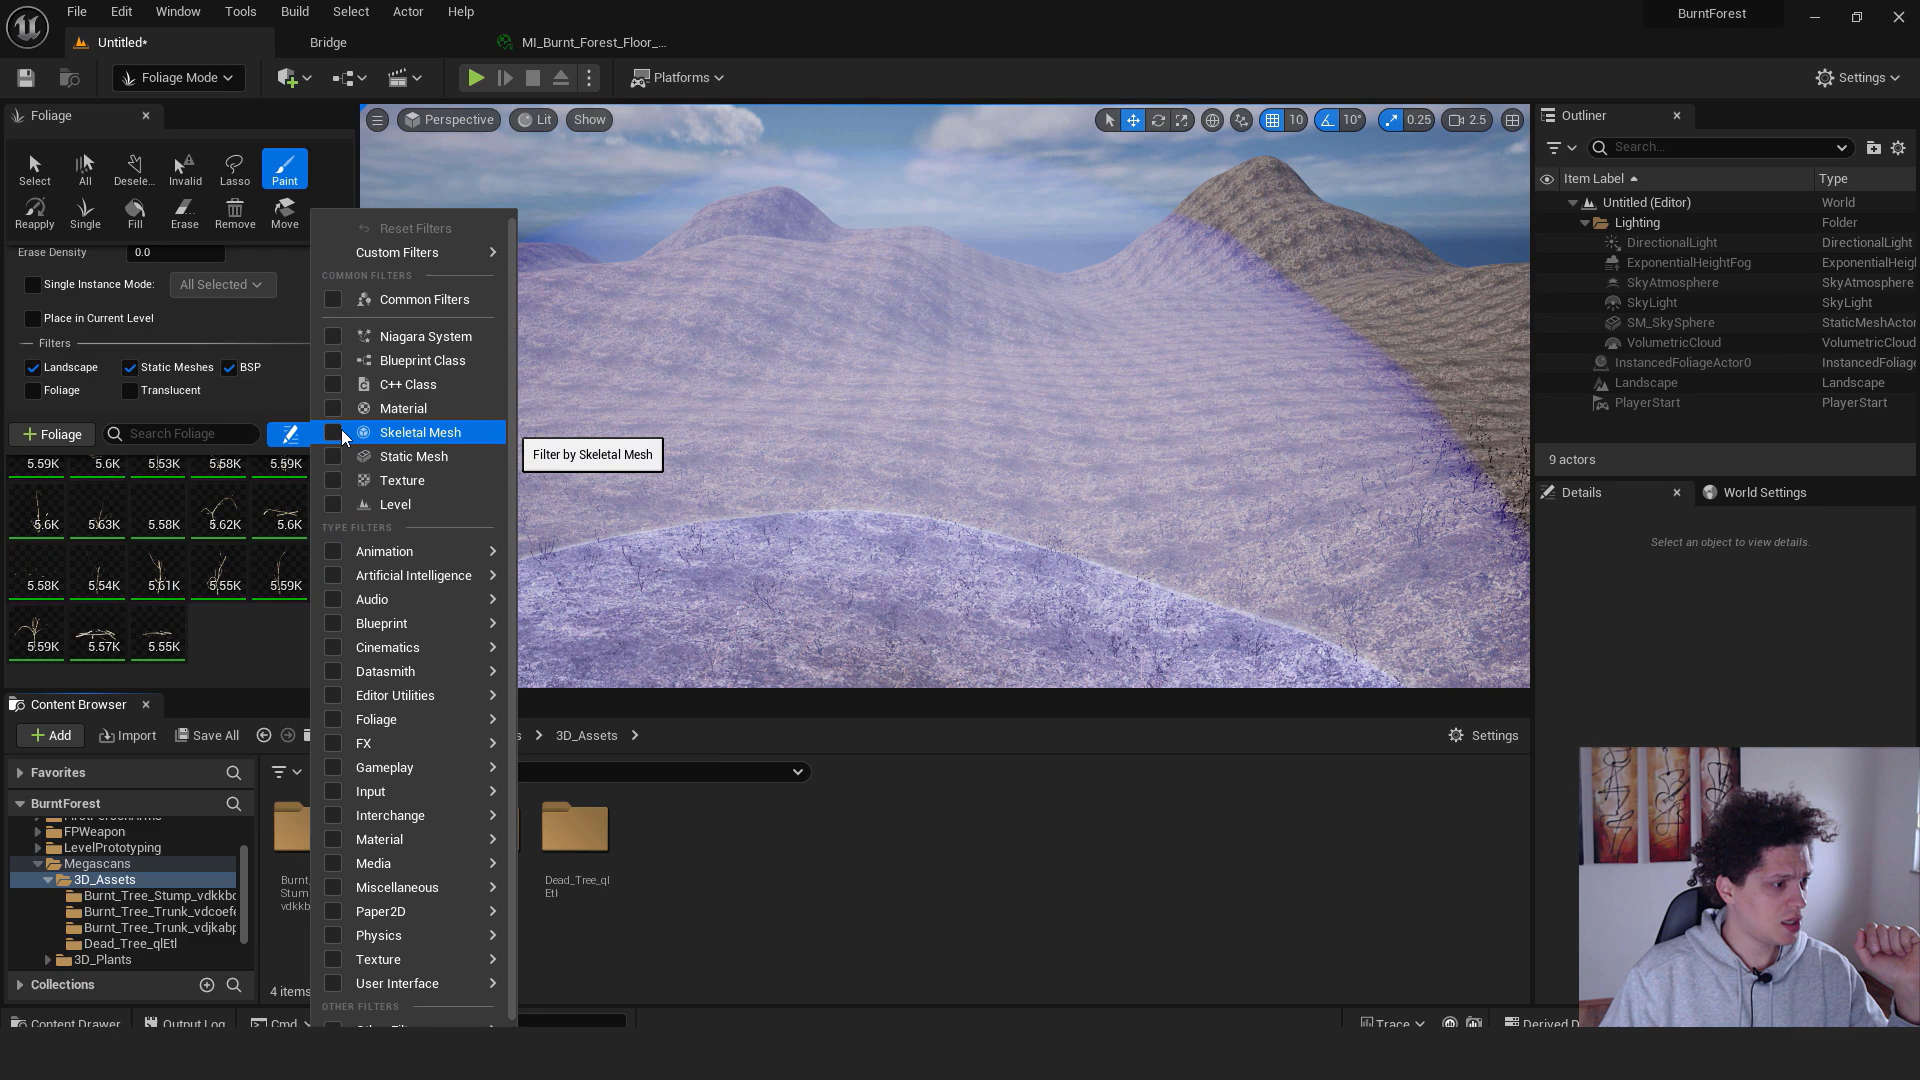 File Edit Window Tools Build Select Actor Help
BurntForest
Untitled* Bridge MI_Burnt_Forest_Floor_...
Foliage Mode Platforms Settings
Foliage
Perspective Lit Show 10 10° 0.25 2.5
Outliner
Search...
Item Label Type
Select All Desele... Invalid Lasso Paint
Reapply Single Fill Erase Remove Move
Untitled (Editor) World
Lighting Folder
DirectionalLight DirectionalLight
ExponentialHeightFog ExponentialHeigh
SkyAtmosphere SkyAtmosphere
SkyLight SkyLight
SM_SkySphere StaticMeshActor
VolumetricCloud VolumetricCloud
InstancedFoliageActor0 InstancedFoliage
Landscape Landscape
PlayerStart PlayerStart
9 actors
Details World Settings
Select an object to view details.
Erase Density 0.0
Single Instance Mode: All Selected
Place in Current Level
Filters
Landscape Static Meshes BSP
Foliage Translucent
Foliage Search Foliage
5.59K 5.6K 5.53K 5.58K 5.59K
5.6K 5.63K 5.58K 5.62K 5.6K
5.58K 5.54K 5.61K 5.55K 5.59K
5.59K 5.57K 5.55K
Reset Filters
Custom Filters
COMMON FILTERS
Common Filters
Niagara System
Blueprint Class
C++ Class
Material
Skeletal Mesh
Static Mesh
Texture
Level
Filter by Skeletal Mesh
TYPE FILTERS
Animation
Artificial Intelligence
Audio
Blueprint
Cinematics
Datasmith
Editor Utilities
Foliage
FX
Gameplay
Input
Interchange
Material
Media
Miscellaneous
Paper2D
Physics
Texture
User Interface
OTHER FILTERS
Content Browser
Add Import Save All
s 3D_Assets Settings
Favorites
BurntForest
FPWeapon
LevelPrototyping
Megascans
3D_Assets
Burnt_Tree_Stump_vdkkbc
Burnt_Tree_Trunk_vdcoefe
Burnt_Tree_Trunk_vdjkabp
Dead_Tree_qlEtl
3D_Plants
Collections
Burnt_
Stum
vdkkb
Dead_Tree_ql
Etl
4 items
Content Drawer Output Log Cmd Trace Derived D